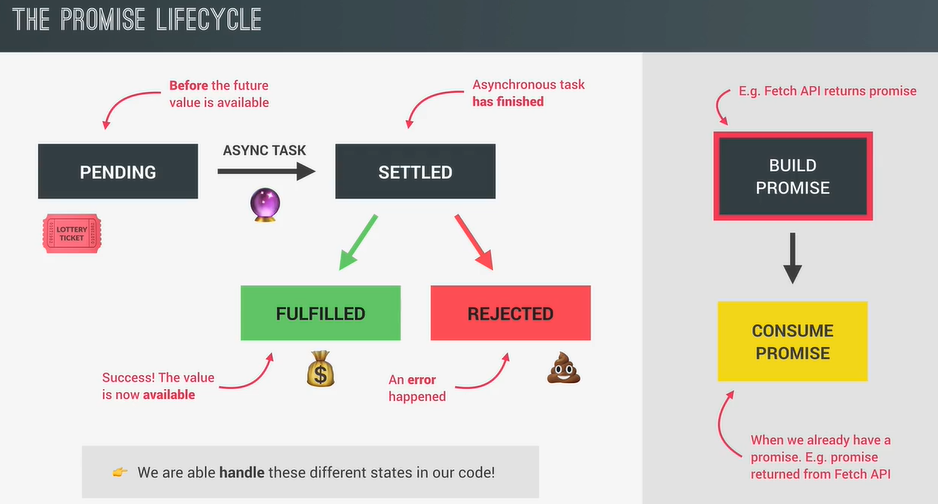 THE PROMISE LIFECYCLE
Before the future
value is available
Asynchronous task
has finished
PENDING
ASYNC TASK
SETTLED
LOTTERY
TICKET
FULFILLED
REJECTED
Success! The value
is now available
$
An error
happened
👉 We are able handle these different states in our code!
E.g. Fetch API returns promise
BUILD
PROMISE
CONSUME
PROMISE
When we already have a
promise. E.g. promise
returned from Fetch API